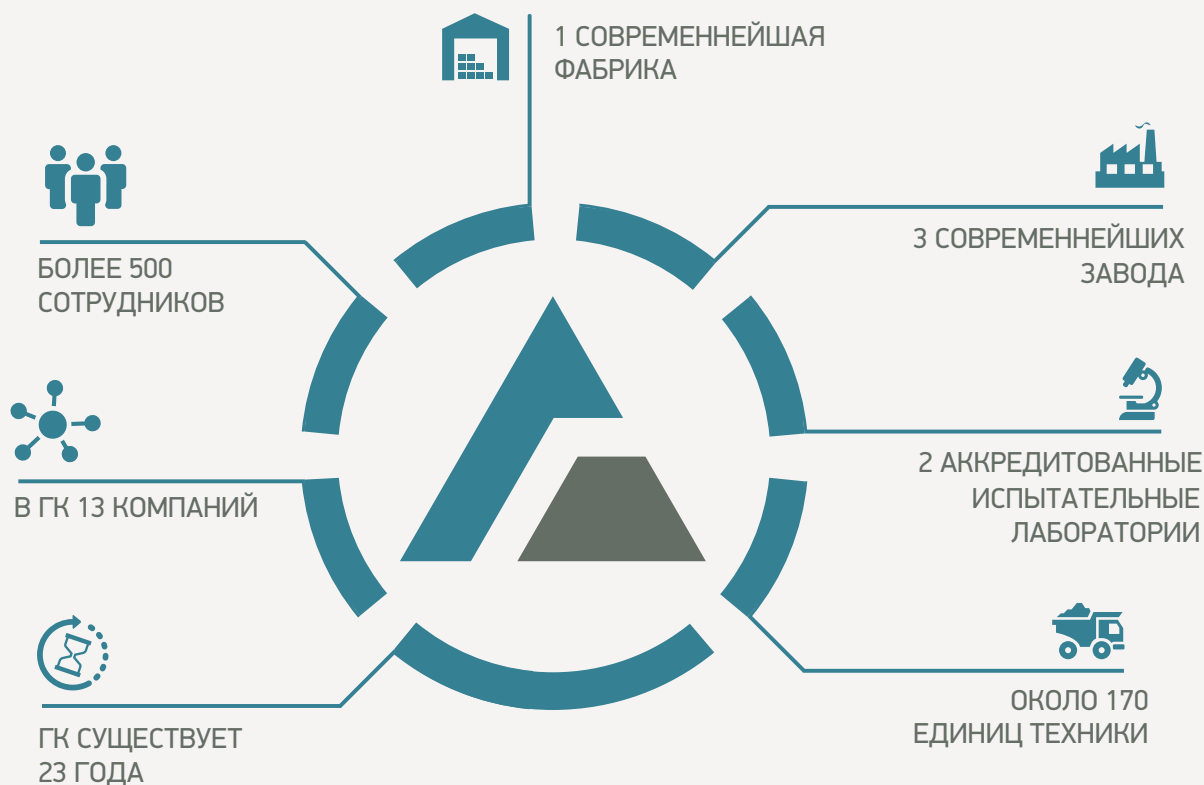 1 СОВРЕМЕННЕЙШАЯ
ФАБРИКА
3 СОВРЕМЕННЕЙШИХ
ЗАВОДА
БОЛЕЕ 500
СОТРУДНИКОВ
2 АККРЕДИТОВАННЫЕ
ИСПЫТАТЕЛЬНЫЕ
ЛАБОРАТОРИИ
В ГК 13 КОМПАНИЙ
ОКОЛО 170
ЕДИНИЦ ТЕХНИКИ
ГК СУЩЕСТВУЕТ
23 ГОДА